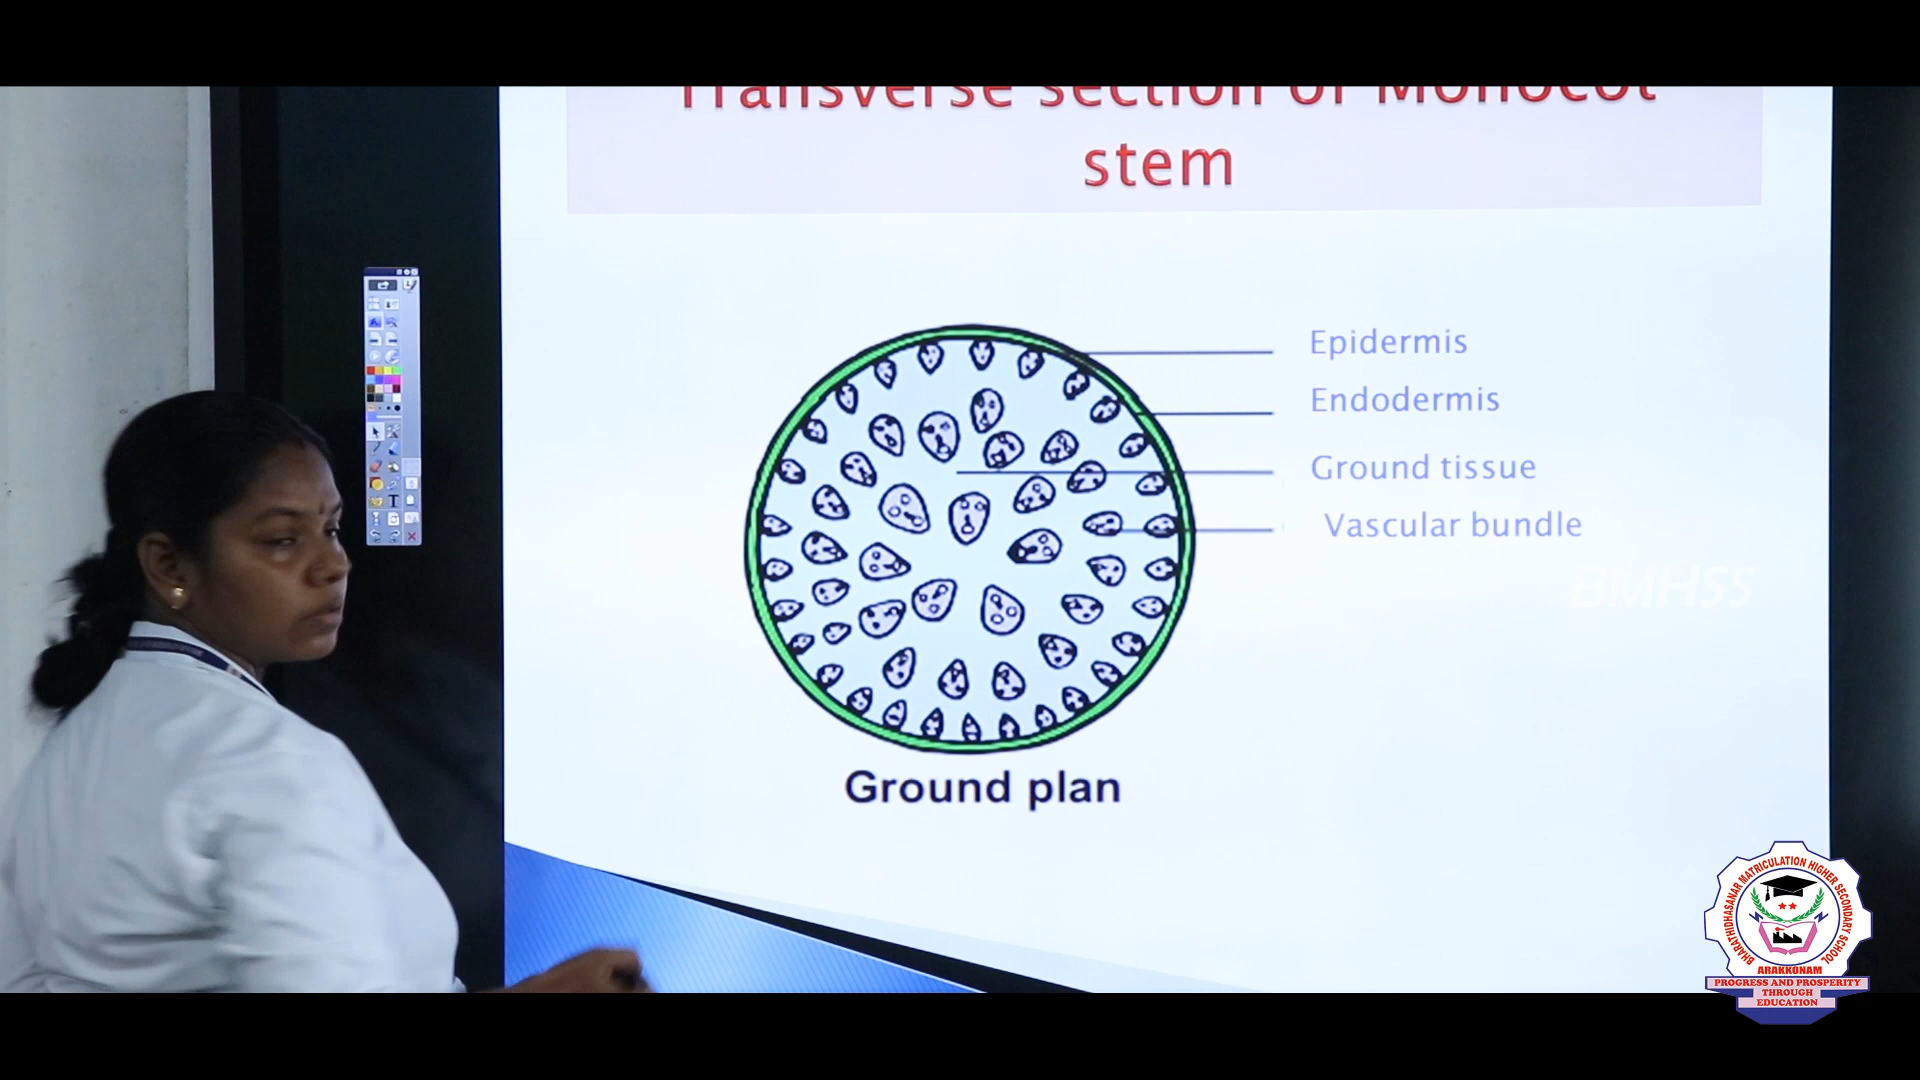 Transverse section of Monocot
stem
Epidermis
Endodermis
Ground tissue
Vascular bundle
BMHSS
Ground plan
BHARATHIDHASANAR MATRICULATION HIGHER SECONDARY SCHOOL
ARAKKONAM
PROGRESS AND PROSPERITY
THROUGH
EDUCATION